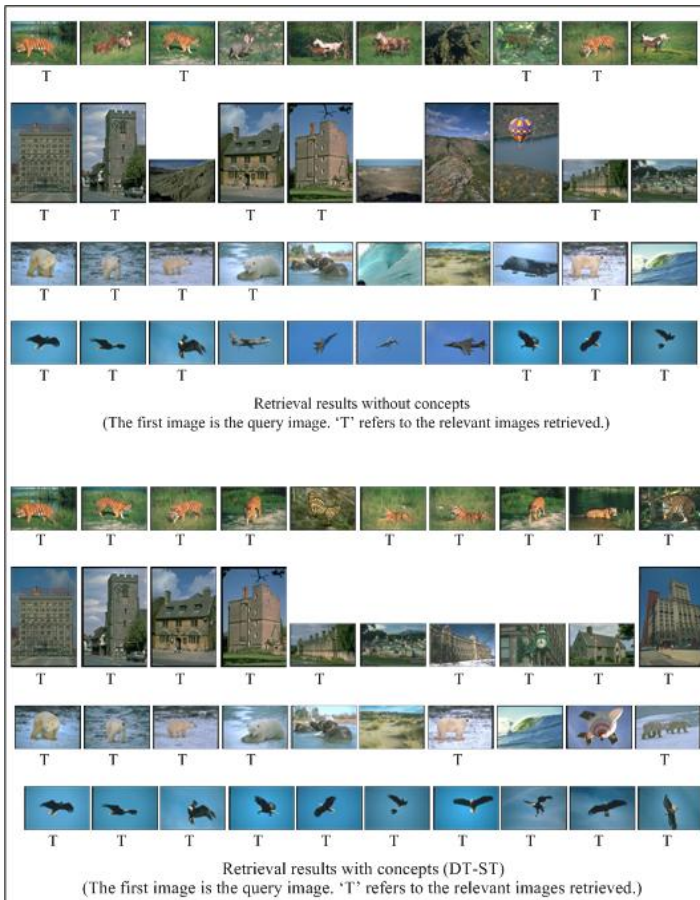 T T T T
T T T T T
T T T T T
T T T T T T
Retrieval results without concepts
(The first image is the query image. ‘T’ refers to the relevant images retrieved.)
T T T T T T T T T
T T T T T T T T T
T T T T T T
T T T T T T T T T T
Retrieval results with concepts (DT-ST)
(The first image is the query image. ‘T’ refers to the relevant images retrieved.)